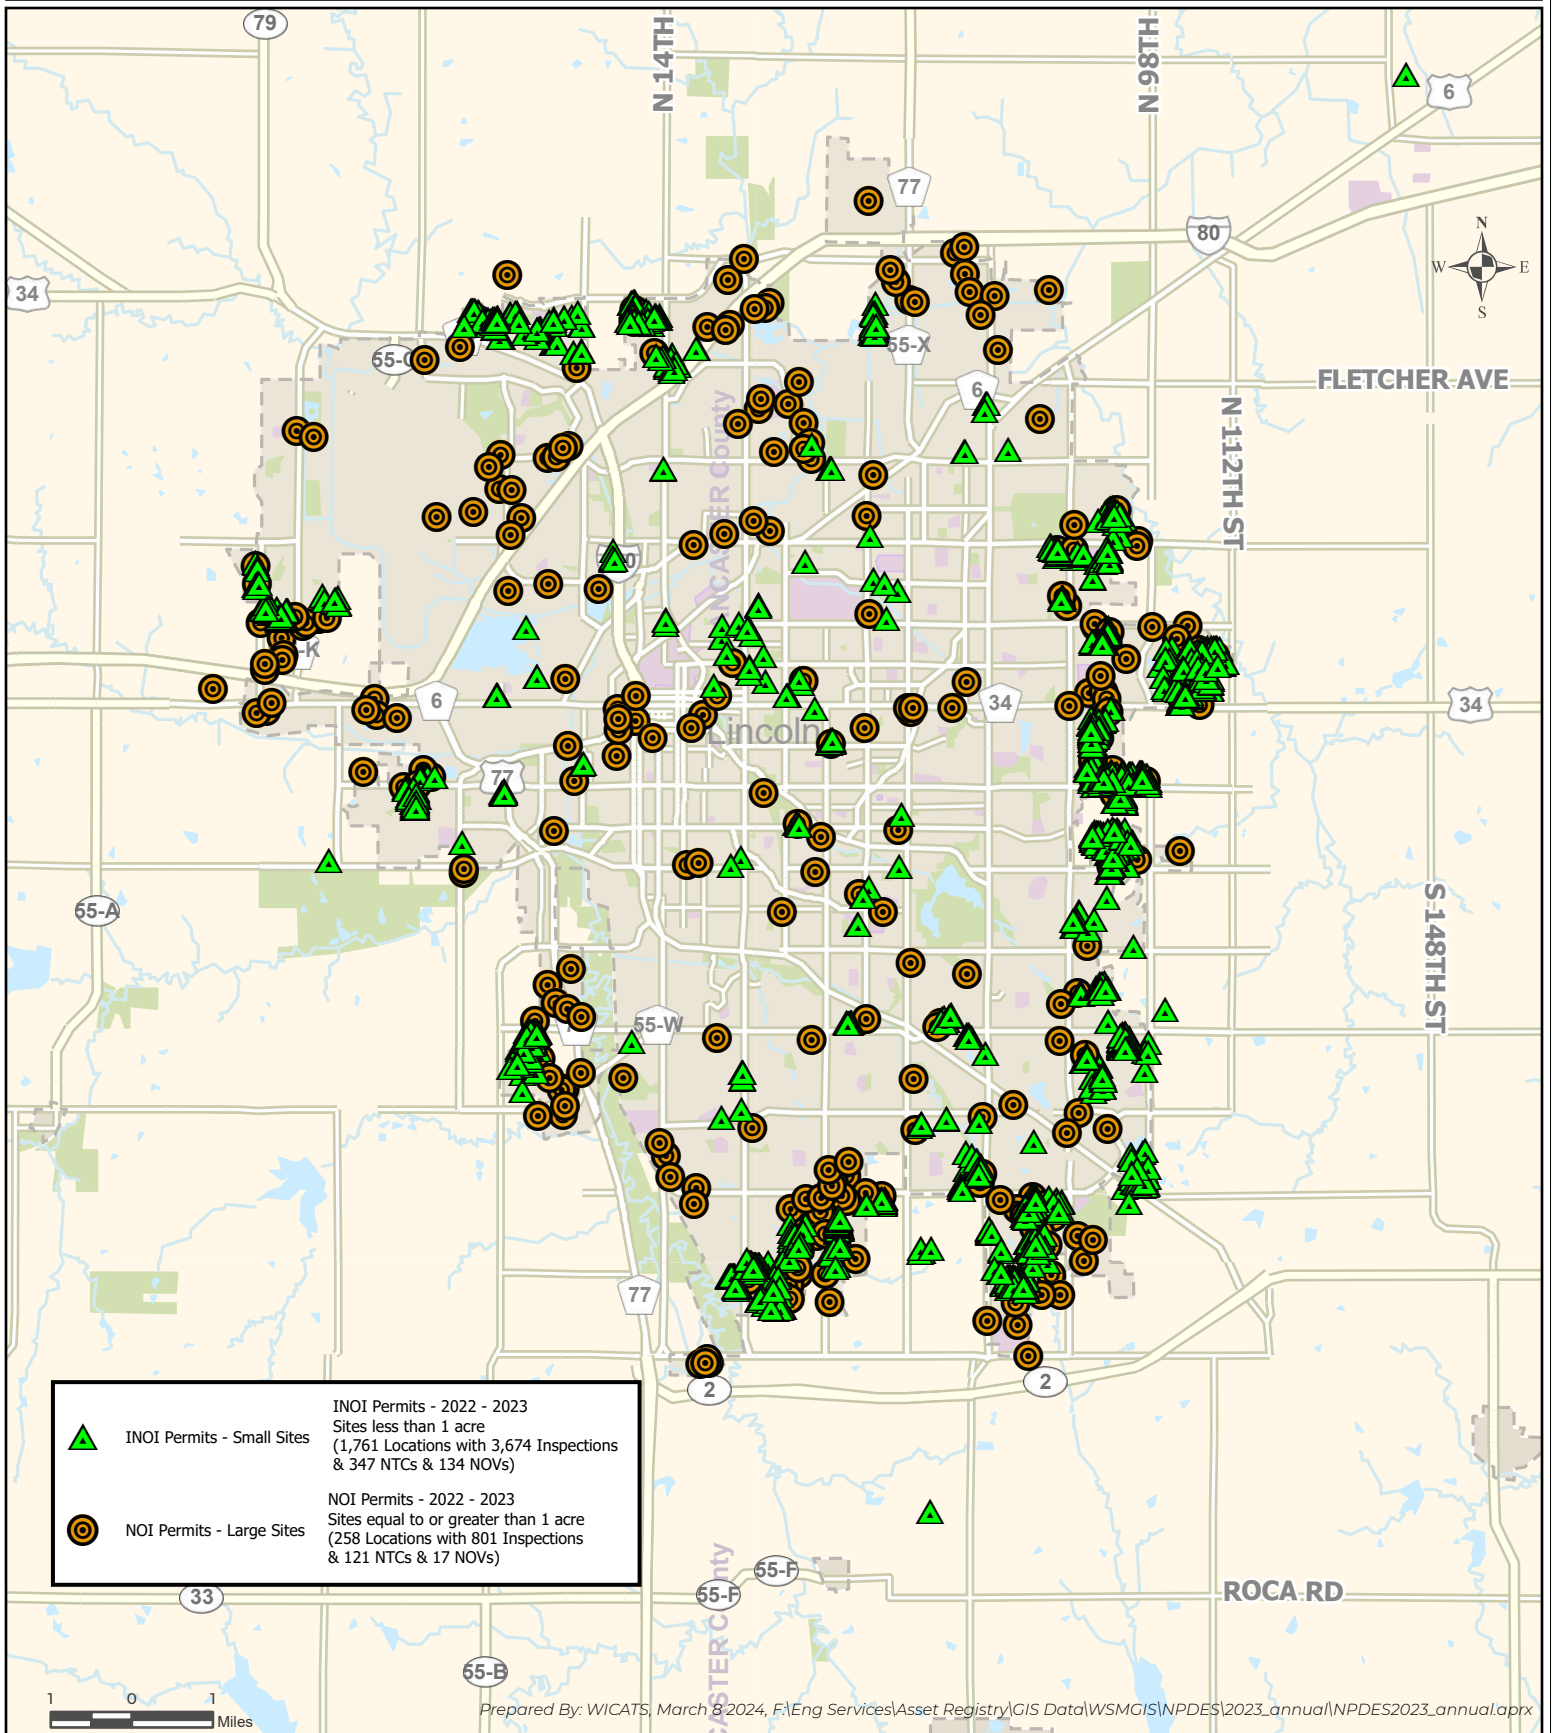 79
N 14TH
N 98TH
6
77
80
N
W
E
S
34
55-X
6
FLETCHER AVE
N 112TH ST
-K
6
34
34
Lincoln
77
55-A
S 148TH ST
55-W
77
2
2
INOI Permits - Small Sites
INOI Permits - 2022 - 2023
Sites less than 1 acre
(1,761 Locations with 3,674 Inspections
& 347 NTCs & 134 NOVs)
NOI Permits - Large Sites
NOI Permits - 2022 - 2023
Sites equal to or greater than 1 acre
(258 Locations with 801 Inspections
& 121 NTCs & 17 NOVs)
55-F
55-F
33
ROCA RD
55-B
1 0 1
Miles
Prepared By: WICATS, March 8 2024, F:\Eng Services\Asset Registry\GIS Data\WSMGIS\NPDES\2023_annual\NPDES2023_annual.aprx